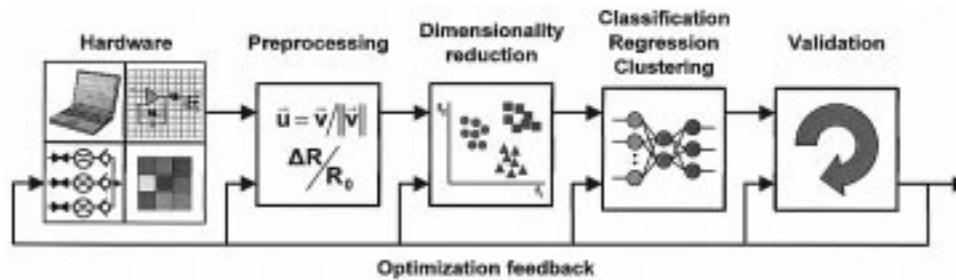 Hardware
Preprocessing
Dimensionality
reduction
Classification
Regression
Clustering
Validation
u⃗ = v⃗/‖v⃗‖
ΔR/R₀
Optimization feedback